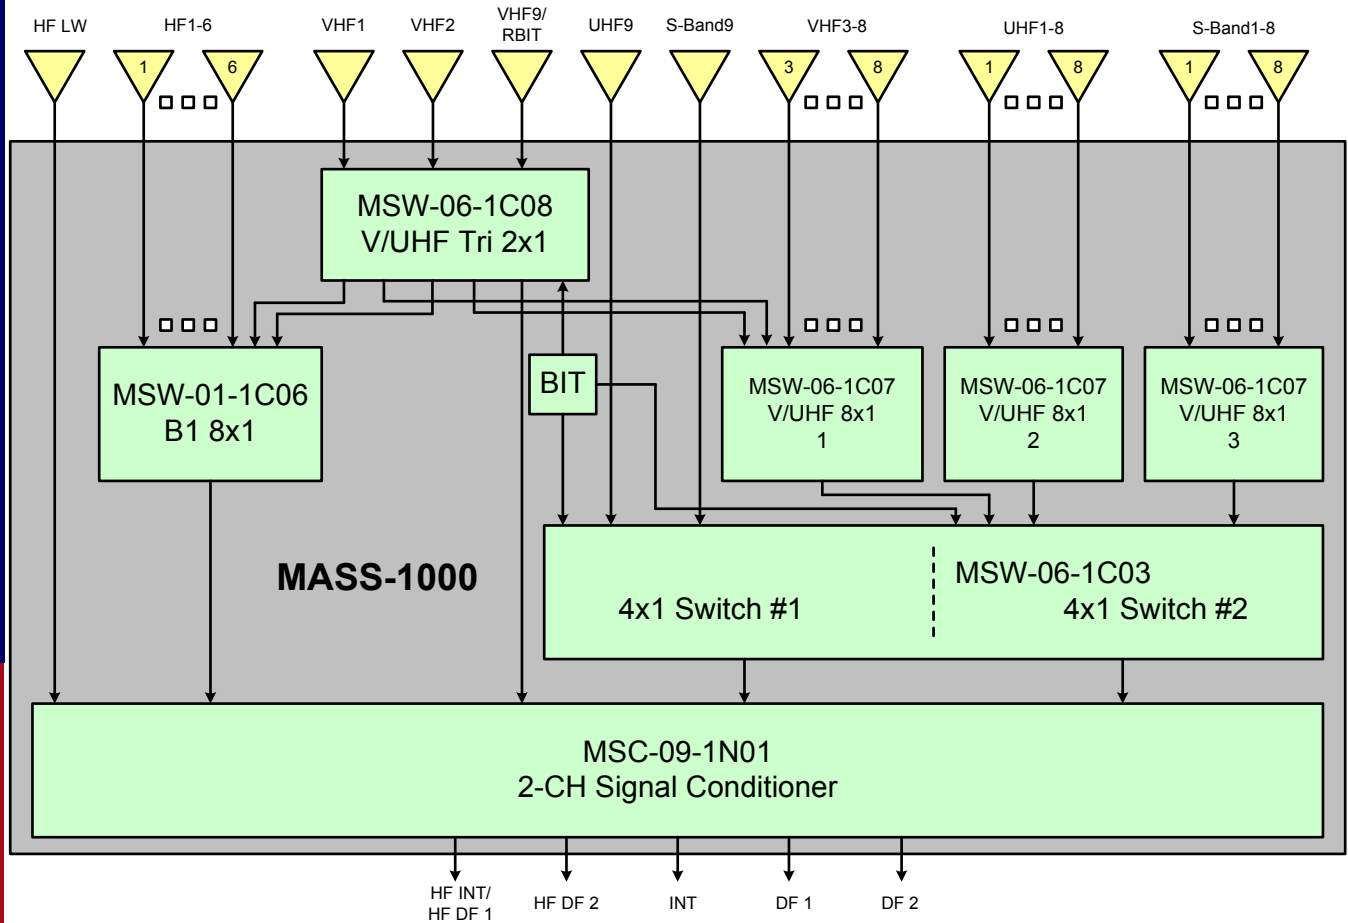 HF LW
HF1-6
VHF1
VHF2
VHF9/
RBIT
UHF9
S-Band9
VHF3-8
UHF1-8
S-Band1-8
1
6
3
8
1
8
1
8
MSW-06-1C08
V/UHF Tri 2x1
MSW-01-1C06
B1 8x1
BIT
MSW-06-1C07
V/UHF 8x1
1
MSW-06-1C07
V/UHF 8x1
2
MSW-06-1C07
V/UHF 8x1
3
MASS-1000
MSW-06-1C03
4x1 Switch #1
4x1 Switch #2
MSC-09-1N01
2-CH Signal Conditioner
HF INT/
HF DF 1
HF DF 2
INT
DF 1
DF 2